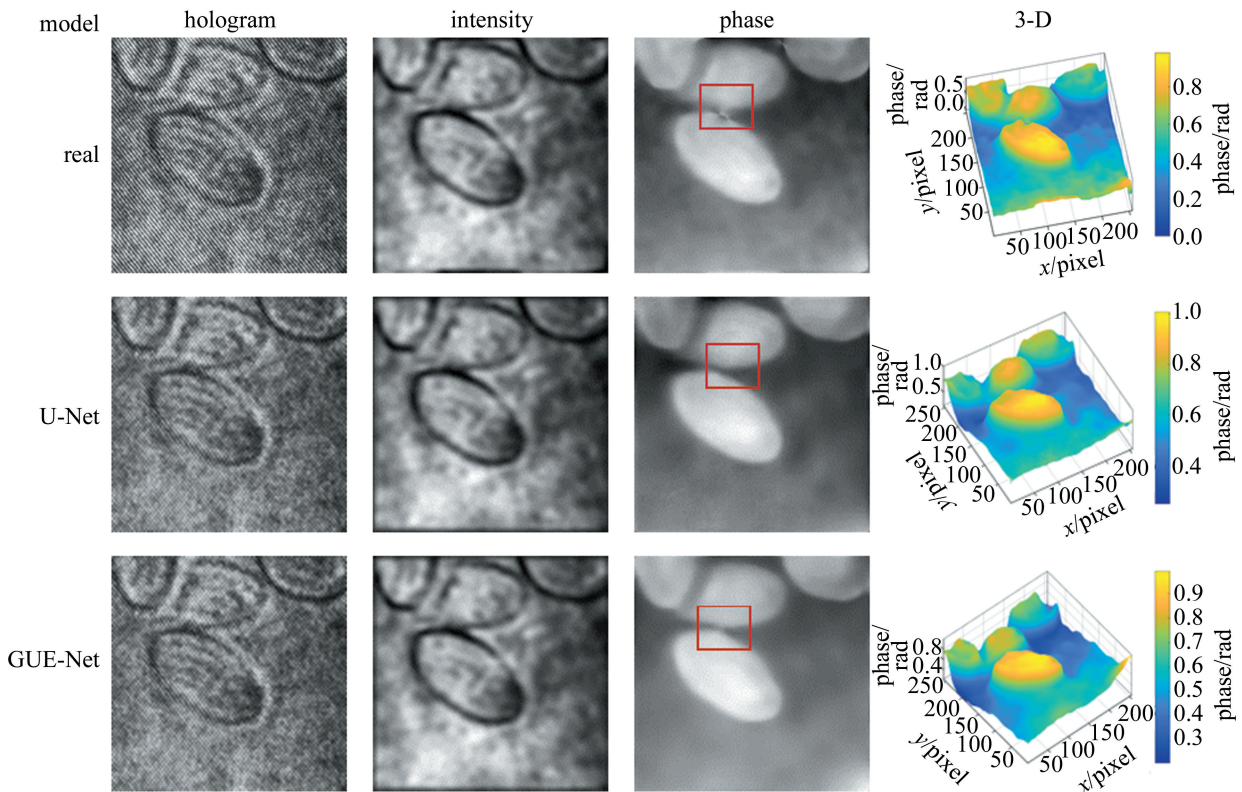 model
hologram
intensity
phase
3-D
real
phase/
rad
0.5
0.0
200
150
100
50
y/pixel
50
100
150
200
x/pixel
0.8
0.6
0.4
0.2
0.0
phase/rad
U-Net
phase/
rad
1.0
0.5
250
200
150
100
50
y/pixel
50
100
150
200
x/pixel
1.0
0.8
0.6
0.4
phase/rad
GUE-Net
phase/
rad
0.8
0.4
250
200
150
100
50
y/pixel
50
100
150
200
x/pixel
0.9
0.8
0.7
0.6
0.5
0.4
0.3
phase/rad